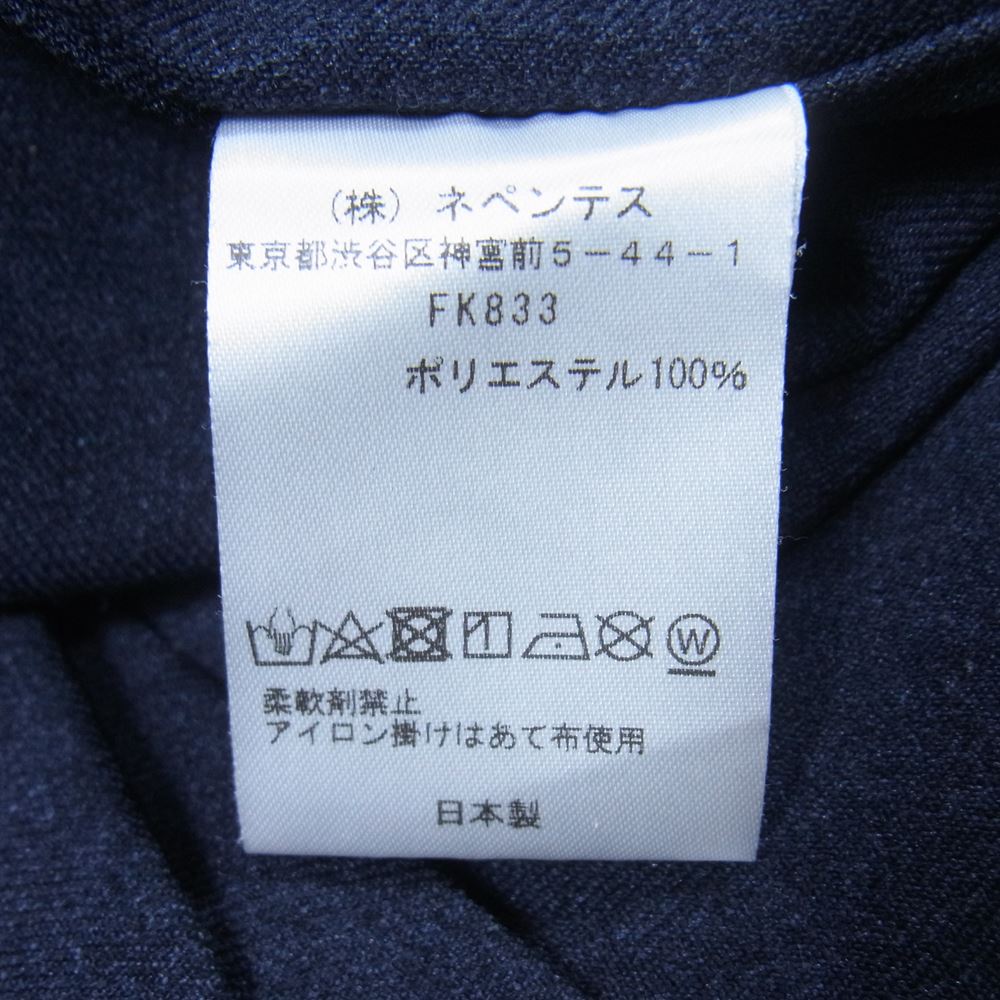 （株）ネペンテス
東京都渋谷区神宮前5－44－1
FK833
ポリエステル100%
W
柔軟剤禁止
アイロン掛けはあて布使用
日本製